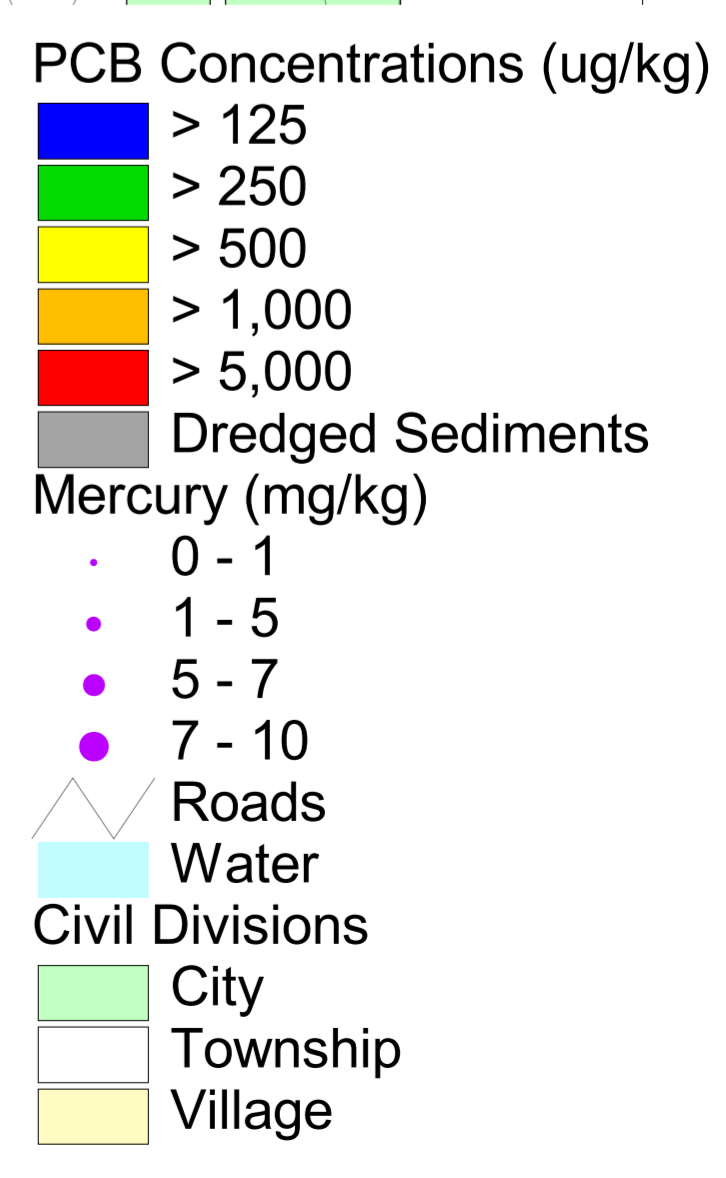 PCB Concentrations (ug/kg)
> 125
> 250
> 500
> 1,000
> 5,000
Dredged Sediments
Mercury (mg/kg)
0 - 1
1 - 5
5 - 7
7 - 10
Roads
Water
Civil Divisions
City
Township
Village